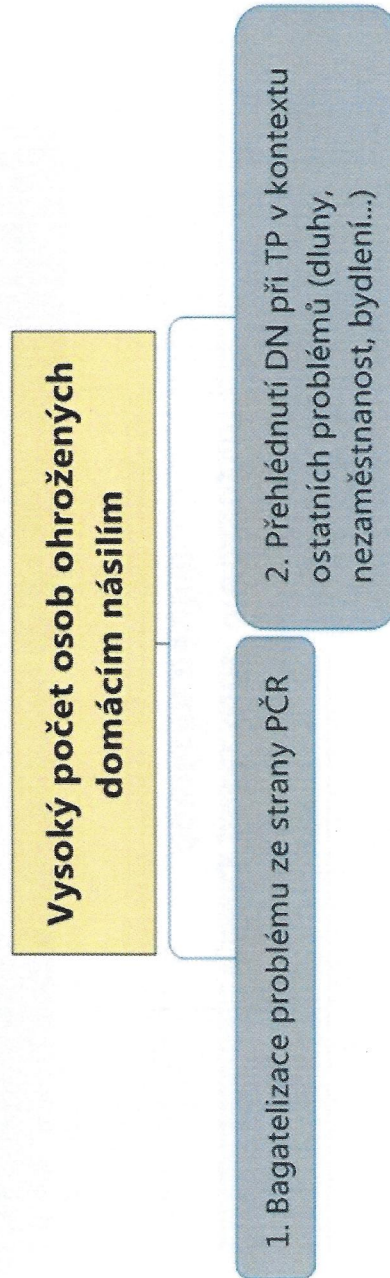 Vysoký počet osob ohrožených
domácím násilím
1. Bagatelizace problému ze strany PČR
2. Přehlédnutí DN při TP v kontextu
ostatních problémů (dluhy,
nezaměstnanost, bydlení...)